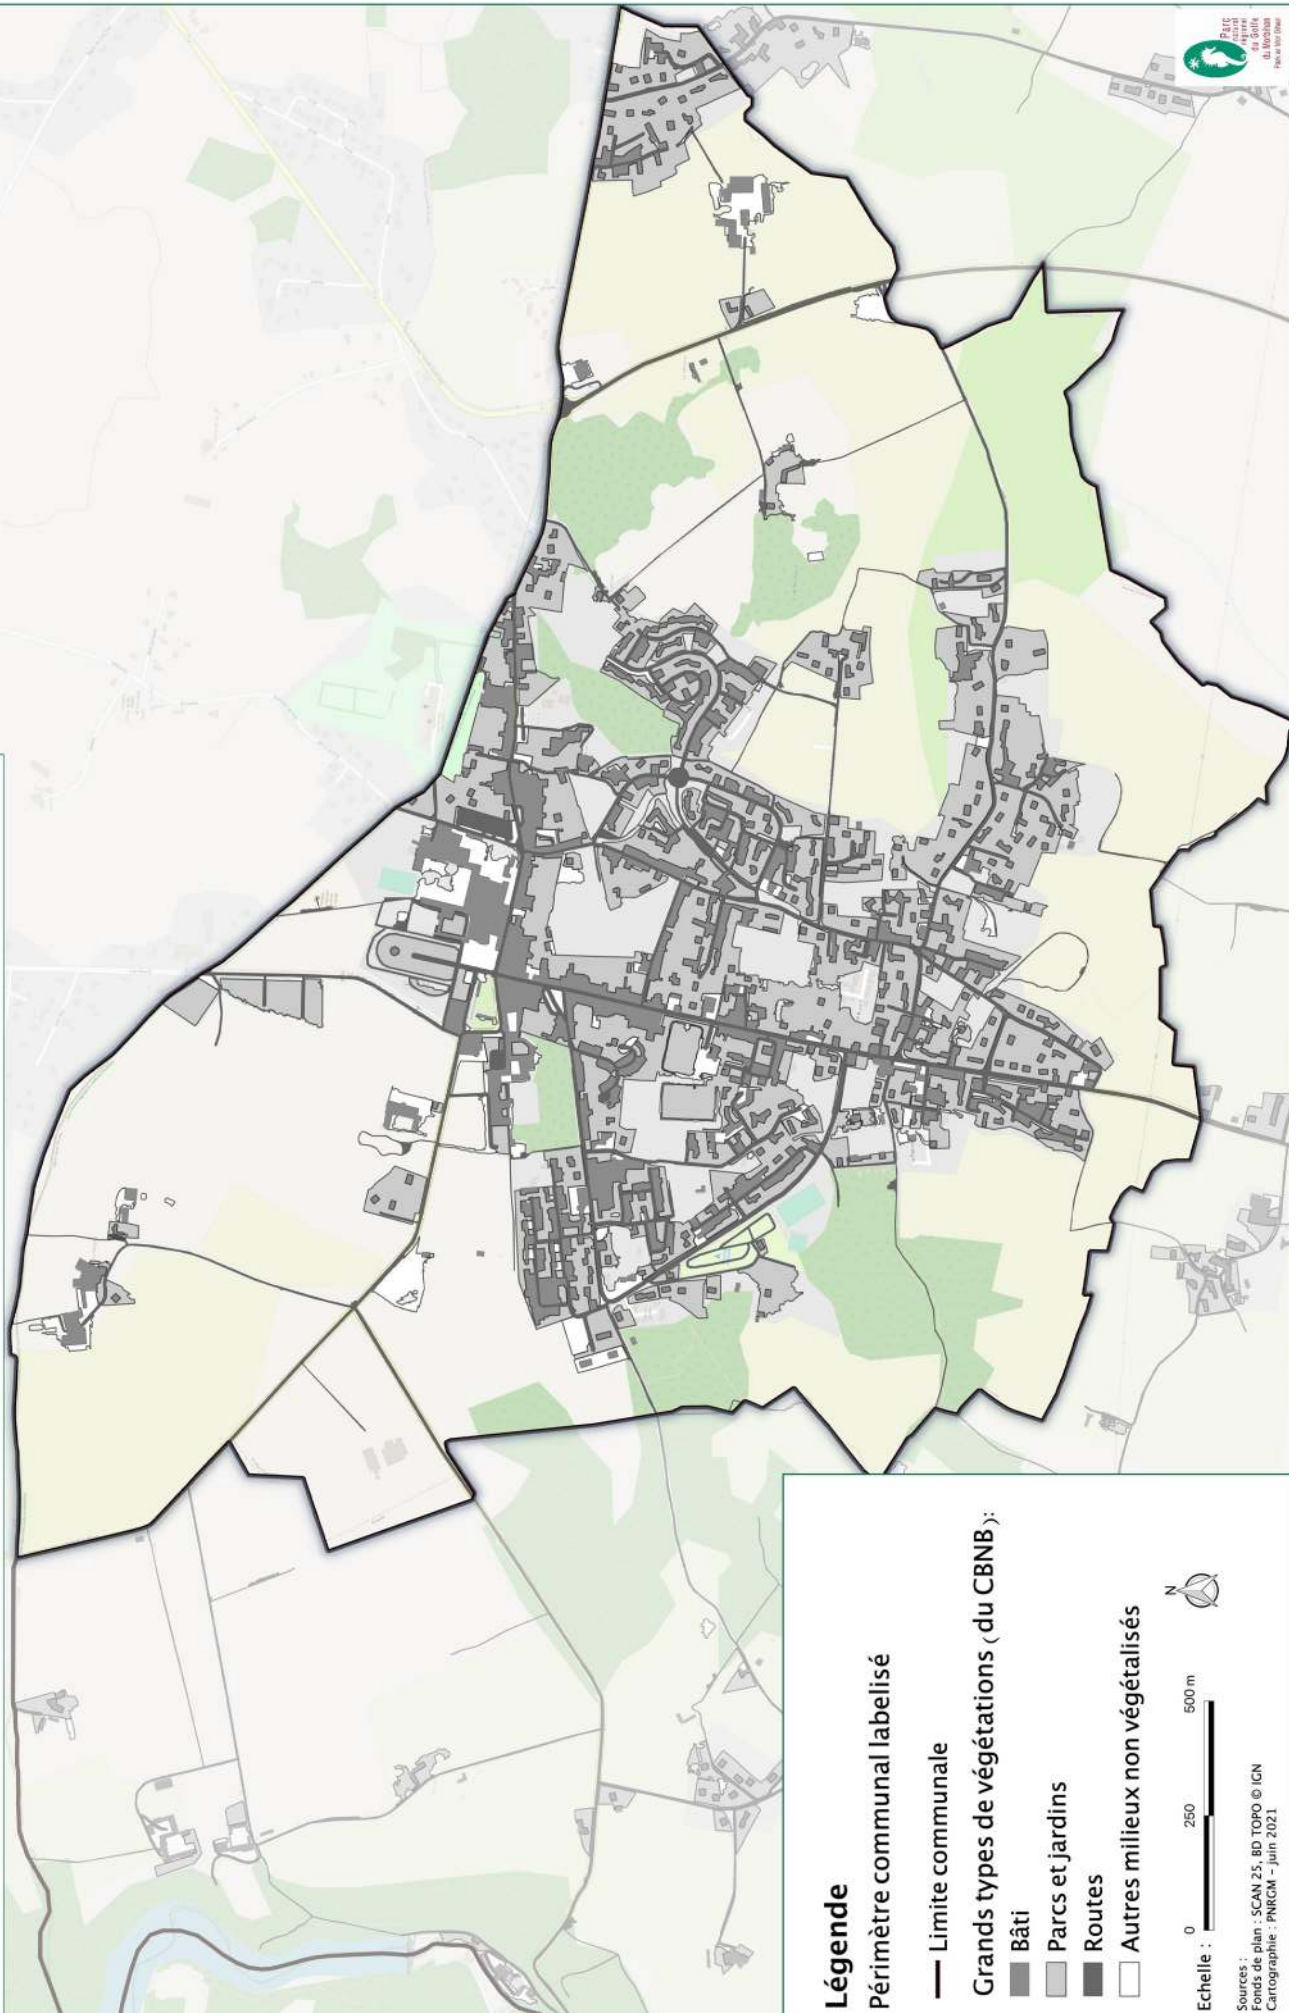 Légende
Périmètre communal labelisé
Limite communale
Grands types de végétations (du CBNB):
Bâti
Parcs et jardins
Routes
Autres milieux non végétalisés
Echelle :
0 250 500 m
N
Sources :
Fonds de plan : SCAN 25, BD TOPO © IGN
Cartographie : PNRGM - juin 2021
Parc
naturel
régional
du Golfe
du Morbihan